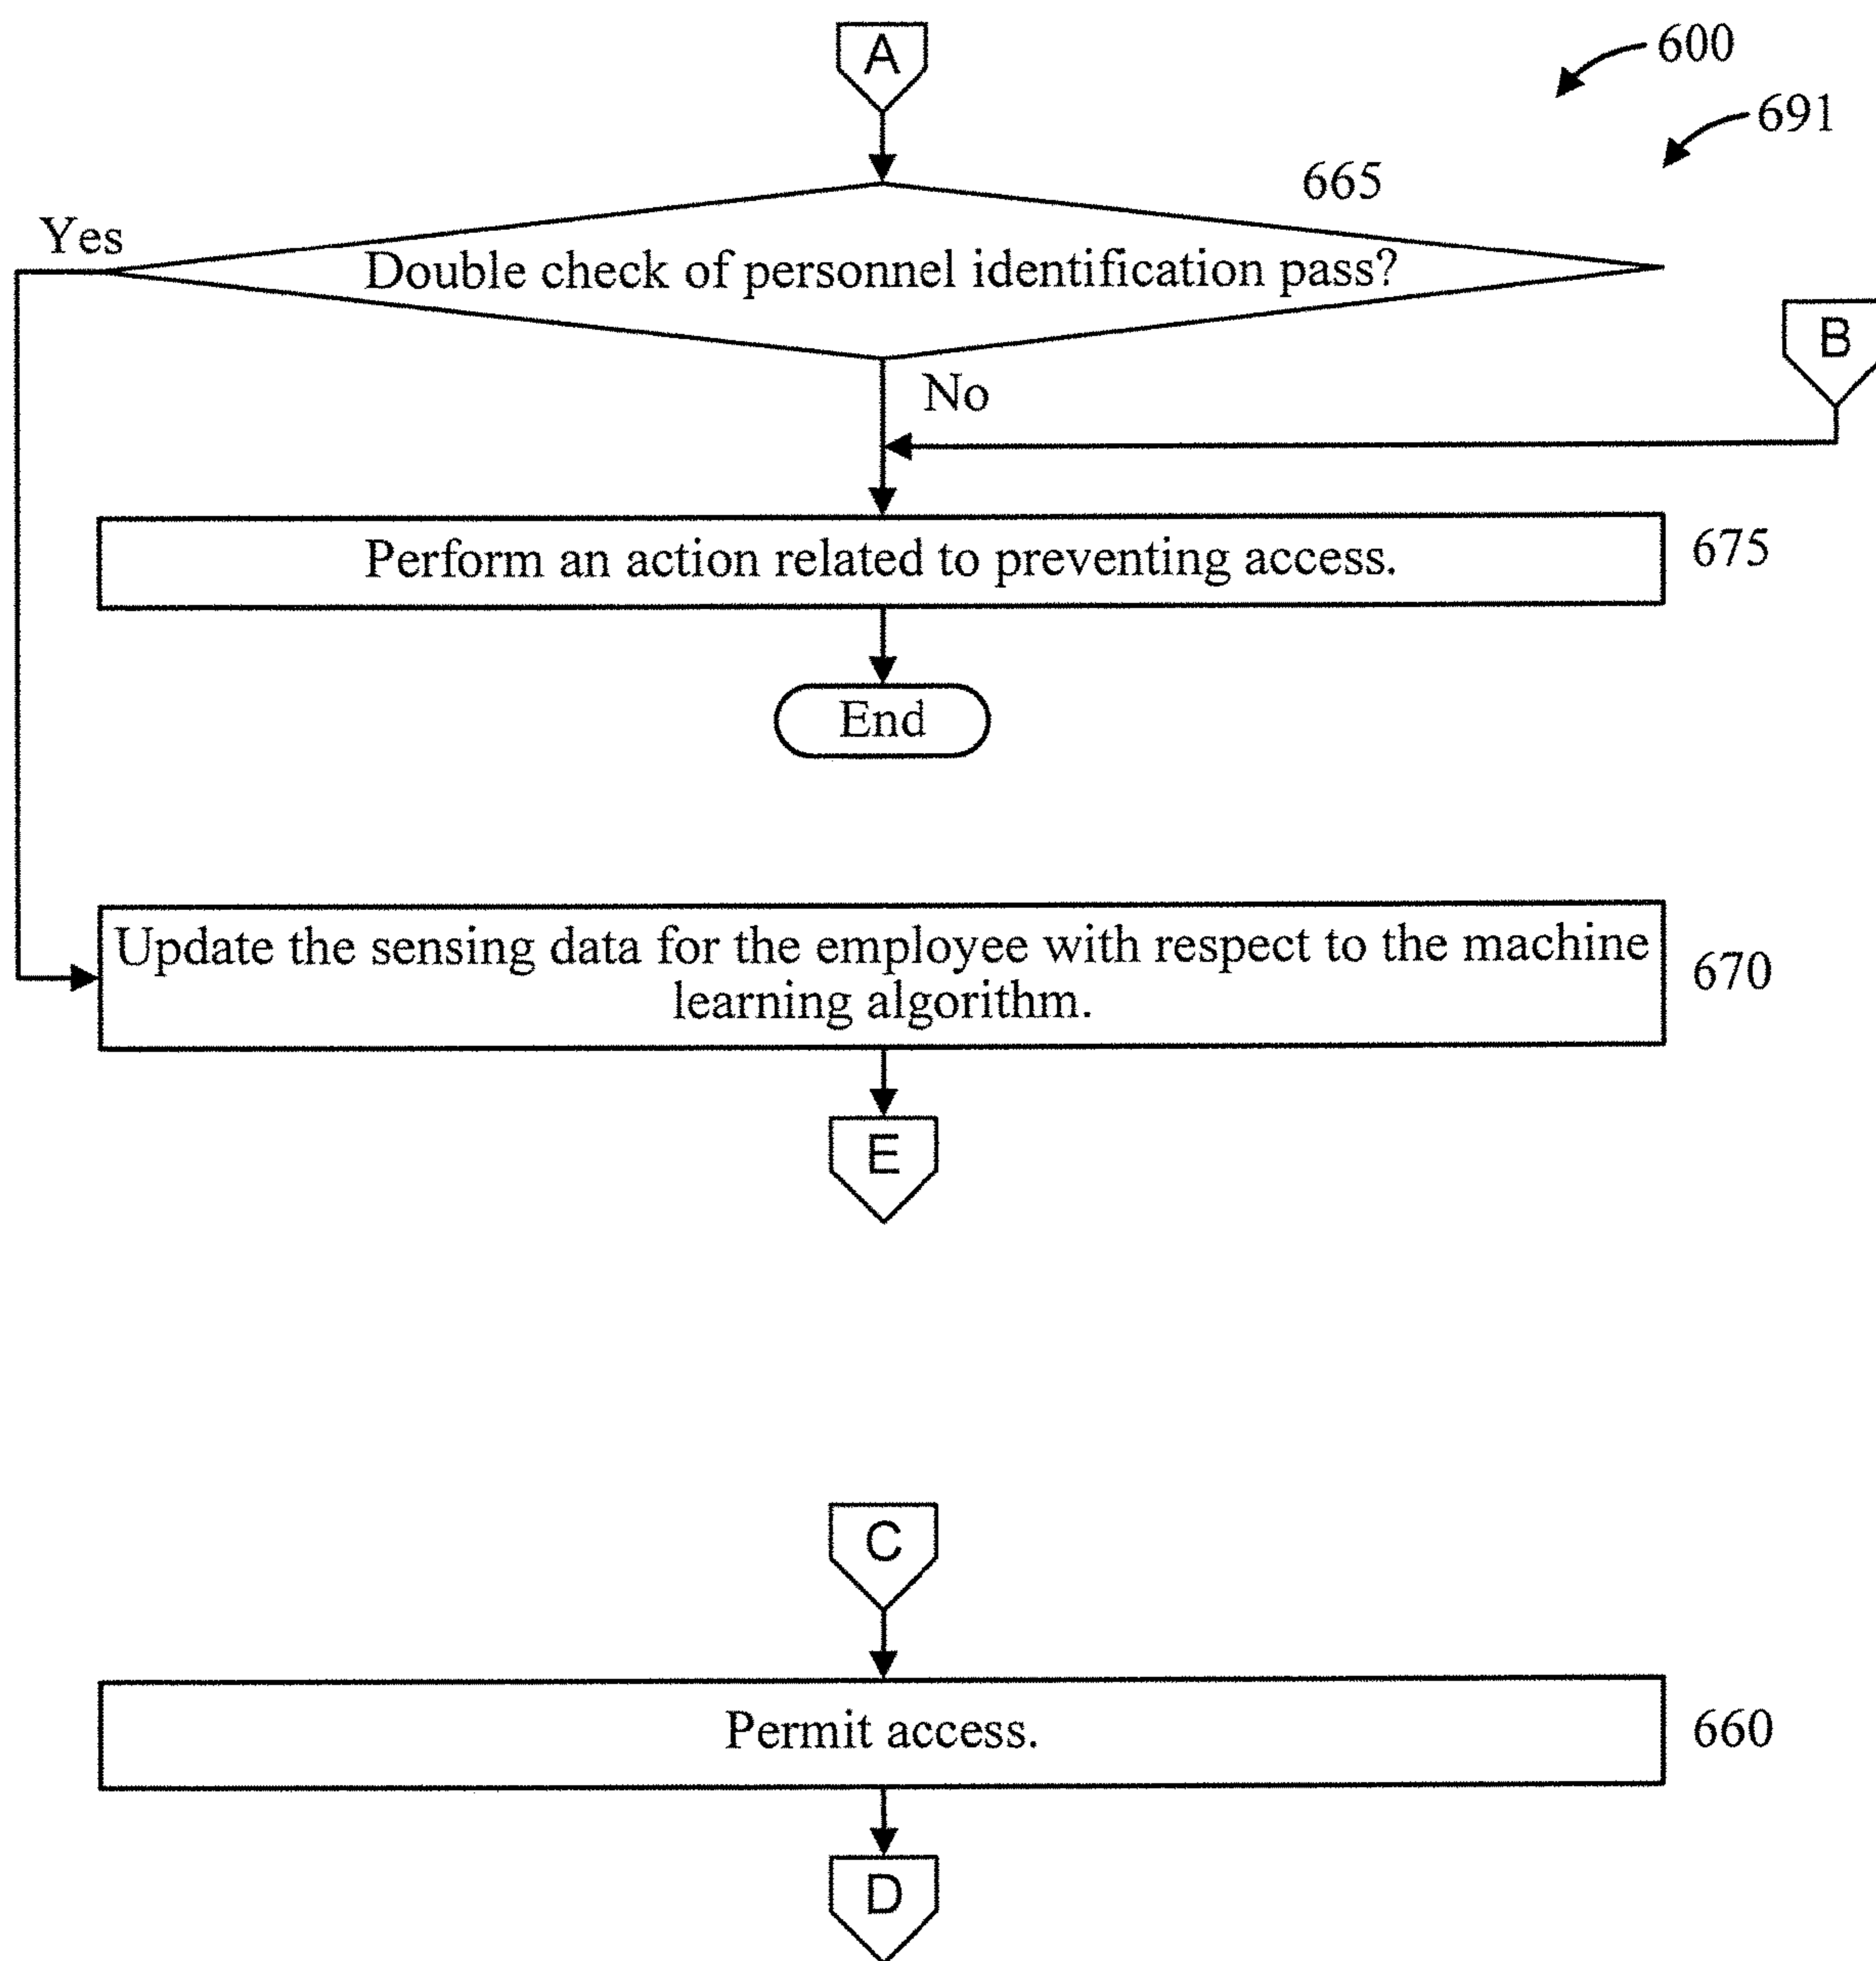 A
600
691
665
Yes
Double check of personnel identification pass?
B
No
Perform an action related to preventing access.
675
End
Update the sensing data for the employee with respect to the machine
learning algorithm.
670
E
C
Permit access.
660
D